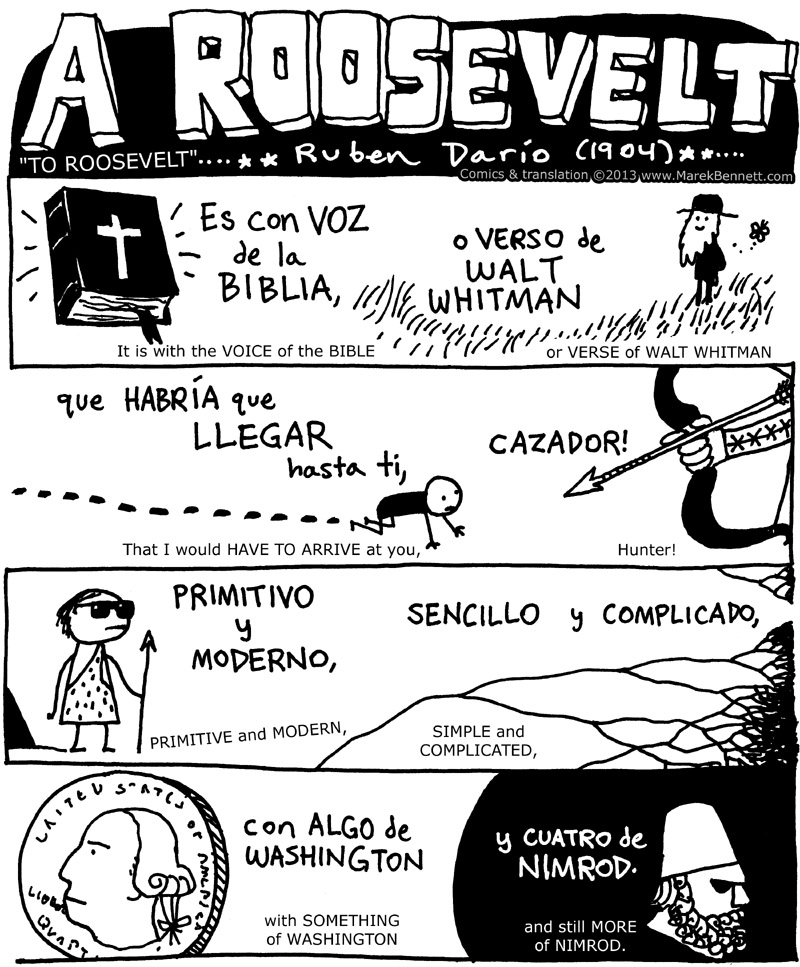 A ROOSEVELT
"TO ROOSEVELT"....** Ruben Darío (1904)**....
Comics & translation ©2013 www.MarekBennett.com
Es con VOZ
de la
BIBLIA,
It is with the VOICE of the BIBLE
o VERSO de
WALT
WHITMAN
or VERSE of WALT WHITMAN
que HABRÍA que
LLEGAR
hasta ti,
That I would HAVE TO ARRIVE at you,
CAZADOR!
Hunter!
PRIMITIVO
y
MODERNO,
PRIMITIVE and MODERN,
SENCILLO y COMPLICADO,
SIMPLE and
COMPLICATED,
UNITED STATES OF AMERICA
con ALGO de
WASHINGTON
with SOMETHING
of WASHINGTON
y CUATRO de
NIMROD.
and still MORE
of NIMROD.